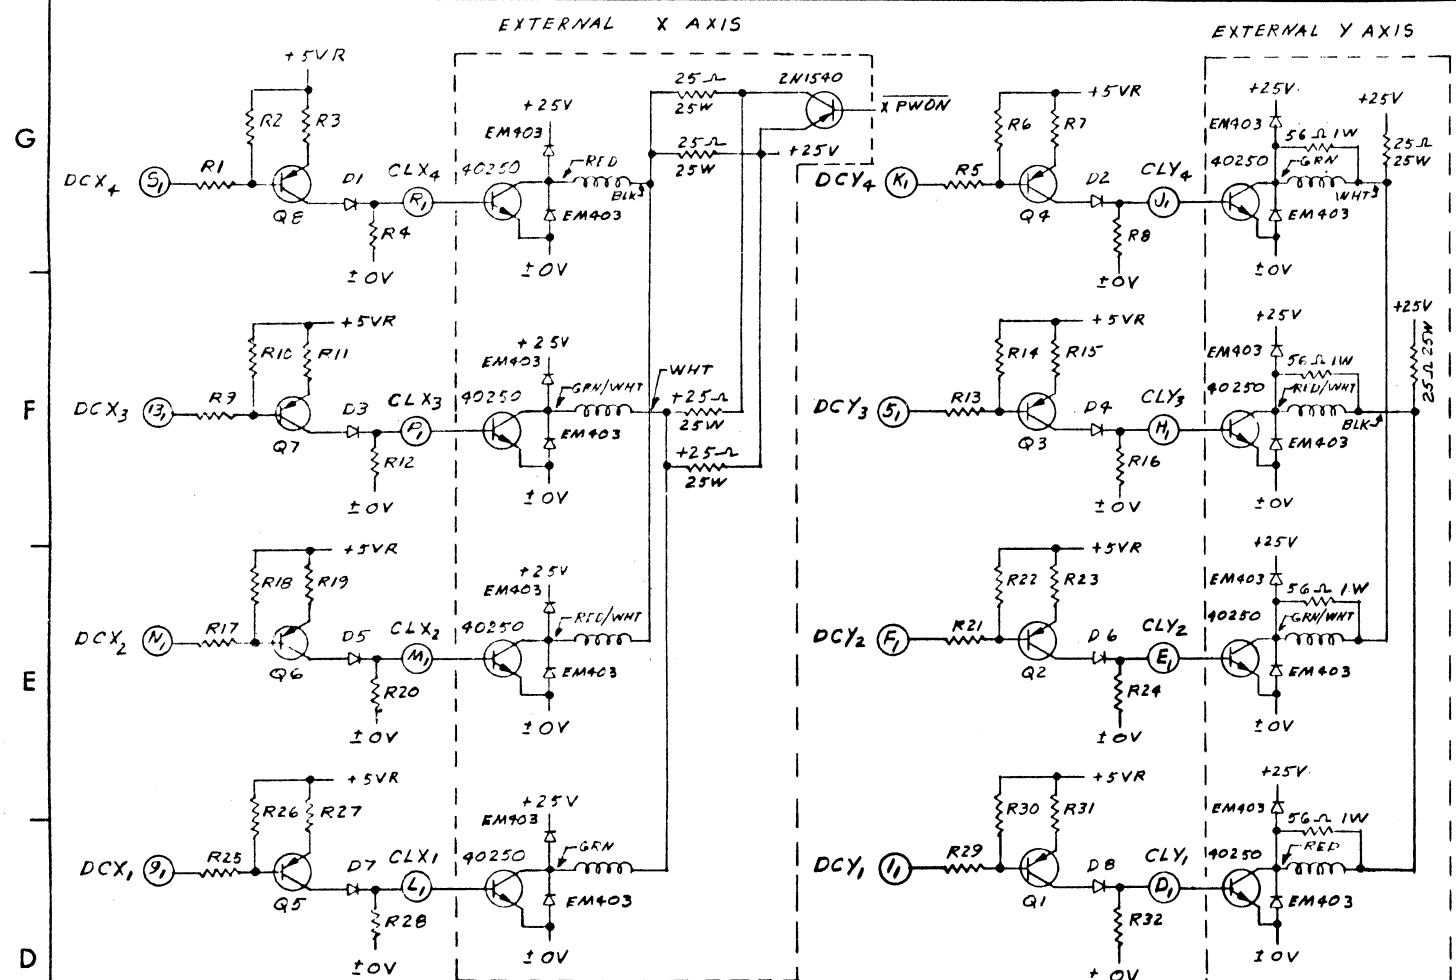 EXTERNAL X AXIS
EXTERNAL Y AXIS
G
+5VR
R2 R3
DCX4 S1 R1
Q8
D1
CLX4
R1
R4
±0V
+25V
EM403
40250
RED
BLK
EM403
±0V
25Ω
25W
25Ω
25W
2N1540
XPWON
+25V
+5VR
R6 R7
DCY4 K1 R5
Q4
D2
CLY4
J1
R8
±0V
+25V
EM403
56Ω 1W
40250
GRN
WHT
EM403
±0V
+25V
25Ω
25W
F
+5VR
R10 R11
DCX3 13, R9
Q7
D3
CLX3
P1
R12
±0V
+25V
EM403
40250
GRN/WHT
EM403
±0V
WHT
+25Ω
25W
+25Ω
25W
+5VR
R14 R15
DCY3 5, R13
Q3
D4
CLY3
H1
R16
±0V
+25V
EM403
56Ω 1W
40250
RED/WHT
BLK
EM403
±0V
+25V
25Ω 25W
E
+5VR
R18 R19
DCX2 N1 R17
Q6
D5
CLX2
M1
R20
±0V
+25V
EM403
40250
RED/WHT
EM403
±0V
+5VR
R22 R23
DCY2 F1 R21
Q2
D6
CLY2
E1
R24
±0V
+25V
EM403
56Ω 1W
40250
GRN/WHT
EM403
±0V
D
+5VR
R26 R27
DCX1 9, R25
Q5
D7
CLX1
L1
R28
±0V
+25V
EM403
40250
GRN
EM403
±0V
+5VR
R30 R31
DCY1 1, R29
Q1
D8
CLY1
D1
R32
±0V
+25V
EM403
56Ω 1W
40250
RED
EM403
±0V